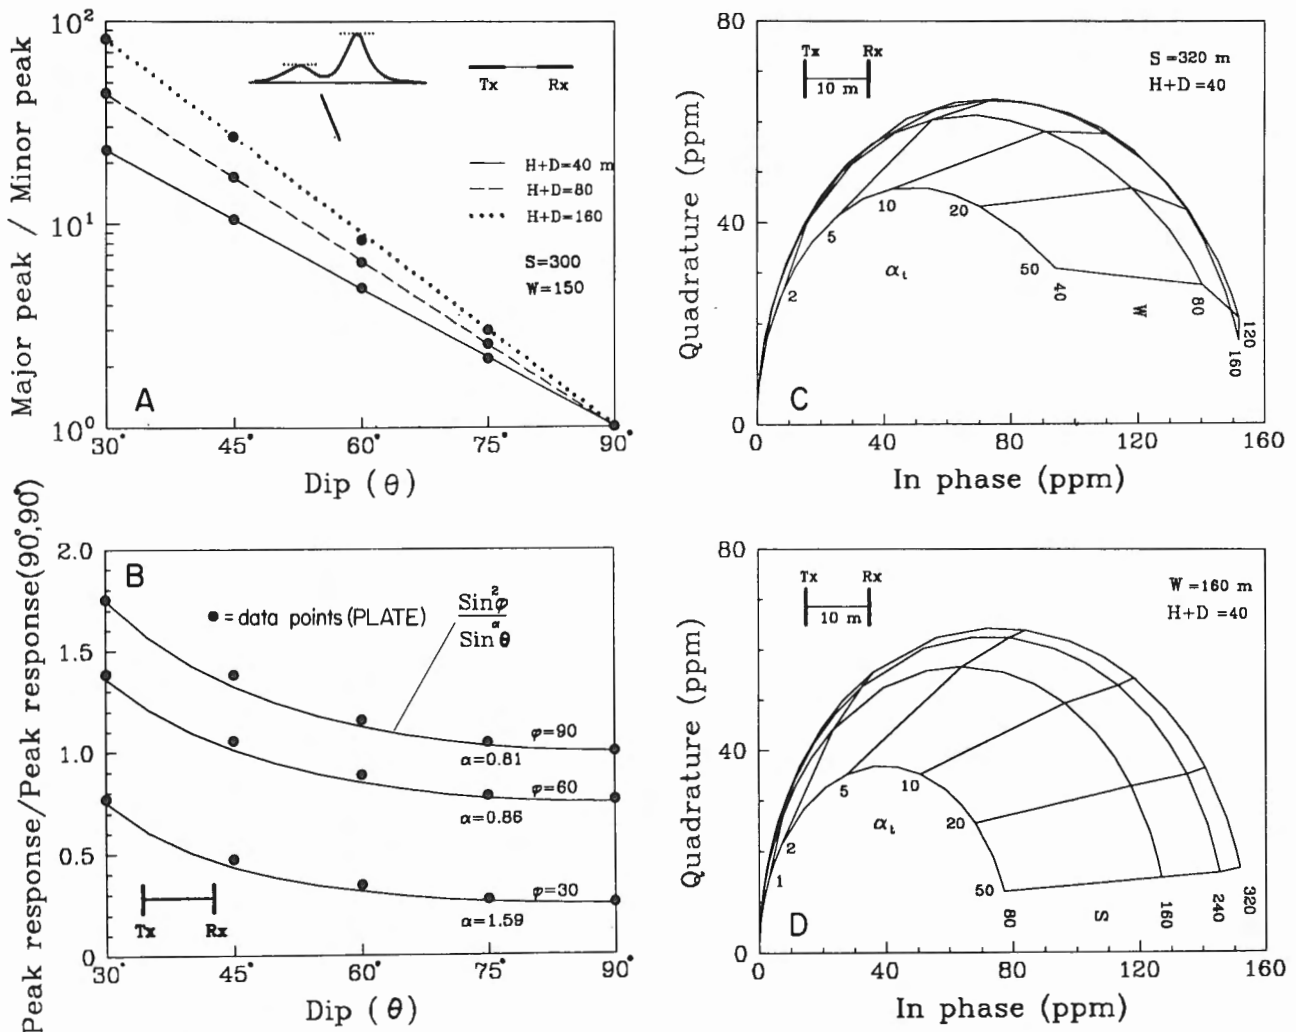 Major peak / Minor peak
10²
10¹
10⁰
Tx Rx
H+D=40 m
H+D=80
H+D=160
S=300
W=150
A
30° 45° 60° 75° 90°
Dip (θ)
Quadrature (ppm)
80
40
0
Tx Rx
10 m
S=320 m
H+D=40
2 5 10 20 50
αₜ
40 80 120 160
W
C
0 40 80 120 160
In phase (ppm)
Peak response/Peak response(90°,90°)
2.0
1.5
1.0
0.5
0
B
● = data points (PLATE)
Sin²φ
Sin^α θ
φ=90
α=0.81
φ=60
α=0.86
φ=30
α=1.59
Tx Rx
30° 45° 60° 75° 90°
Dip (θ)
Quadrature (ppm)
80
40
0
Tx Rx
10 m
W=160 m
H+D=40
1 2 5 10 20 50
αₜ
80 160 240 320
S
D
0 40 80 120 160
In phase (ppm)